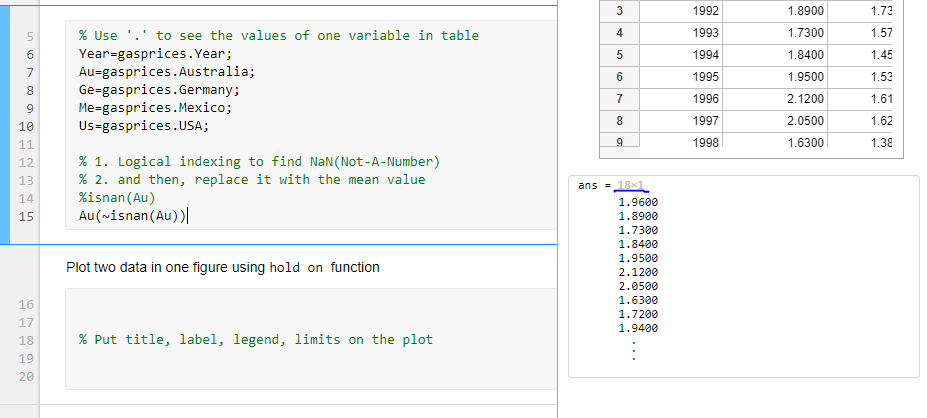 5 % Use '.' to see the values of one variable in table
6 Year=gasprices.Year;
7 Au=gasprices.Australia;
8 Ge=gasprices.Germany;
9 Me=gasprices.Mexico;
10 Us=gasprices.USA;
11
12 % 1. Logical indexing to find NaN(Not-A-Number)
13 % 2. and then, replace it with the mean value
14 %isnan(Au)
15 Au(~isnan(Au))
Plot two data in one figure using hold on function
16
17
18 % Put title, label, legend, limits on the plot
19
20
3 1992 1.8900 1.73
4 1993 1.7300 1.57
5 1994 1.8400 1.45
6 1995 1.9500 1.53
7 1996 2.1200 1.61
8 1997 2.0500 1.62
9 1998 1.6300 1.38
ans = 18×1
1.9600
1.8900
1.7300
1.8400
1.9500
2.1200
2.0500
1.6300
1.7200
1.9400
⋮